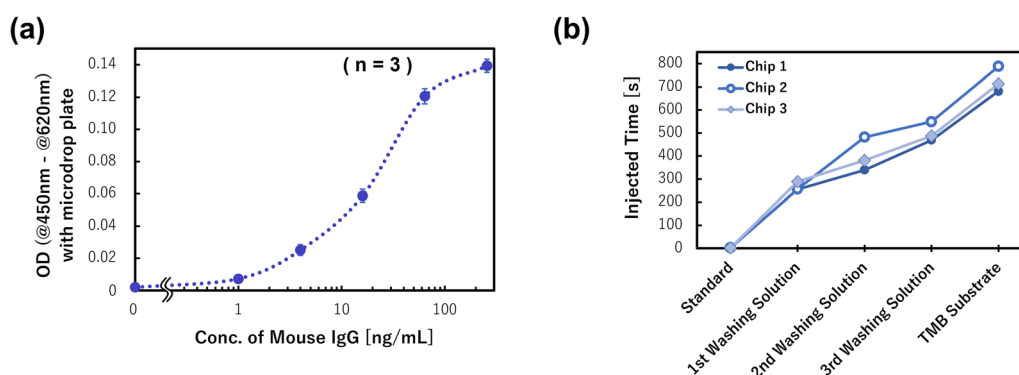 (a)
( n = 3 )
OD (@450nm - @620nm)
with microdrop plate
0.14
0.12
0.10
0.08
0.06
0.04
0.02
0
0
1
10
100
Conc. of Mouse IgG [ng/mL]
(b)
Injected Time [s]
800
700
600
500
400
300
200
100
0
Chip 1
Chip 2
Chip 3
Standard
1st Washing Solution
2nd Washing Solution
3rd Washing Solution
TMB Substrate